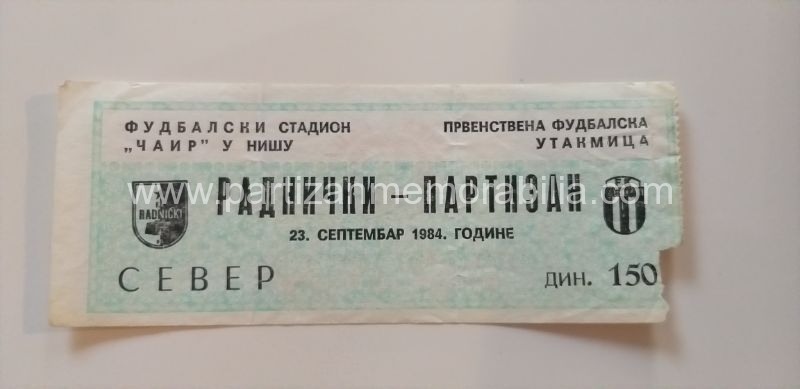 ФУДБАЛСКИ СТАДИОН
„ЧАИР" У НИШУ
ПРВЕНСТВЕНА ФУДБАЛСКА
УТАКМИЦА
www.partizanmemorabilia.com
RADNIČKI
РАДНИЧКИ – ПАРТИЗАН
23. СЕПТЕМБАР 1984. ГОДИНЕ
СЕВЕР
ДИН. 150